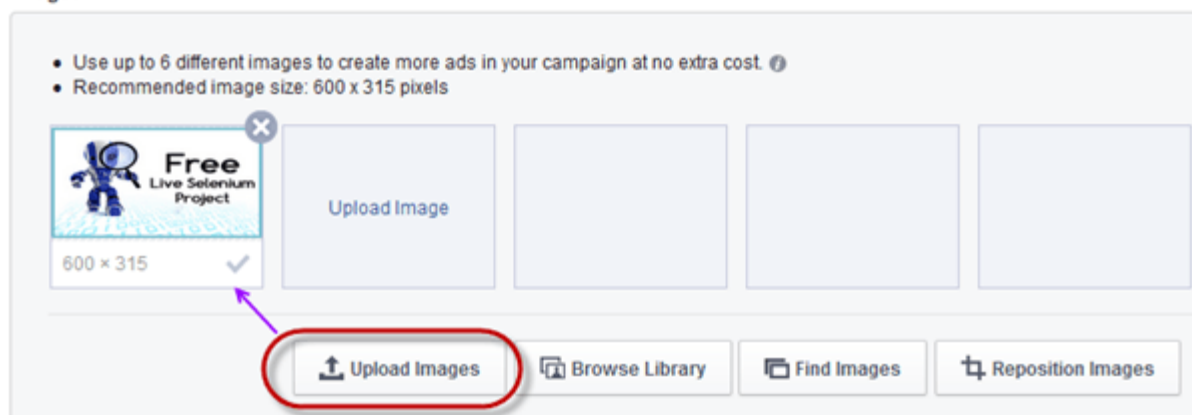 Use up to 6 different images to create more ads in your campaign at no extra cost.
Recommended image size: 600 x 315 pixels
Free
Live Selenium
Project
Upload Image
600 × 315
Upload Images
Browse Library
Find Images
Reposition Images